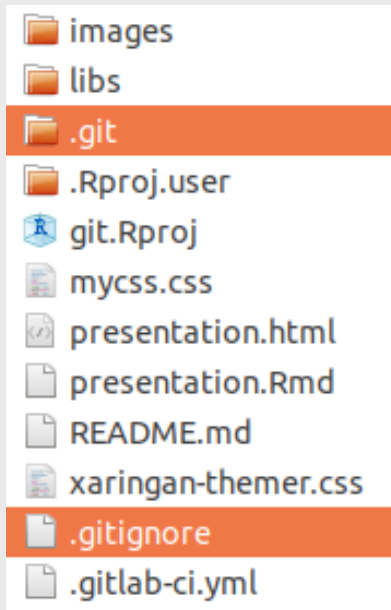 images
libs
.git
.Rproj.user
git.Rproj
mycss.css
presentation.html
presentation.Rmd
README.md
xaringan-themer.css
.gitignore
.gitlab-ci.yml